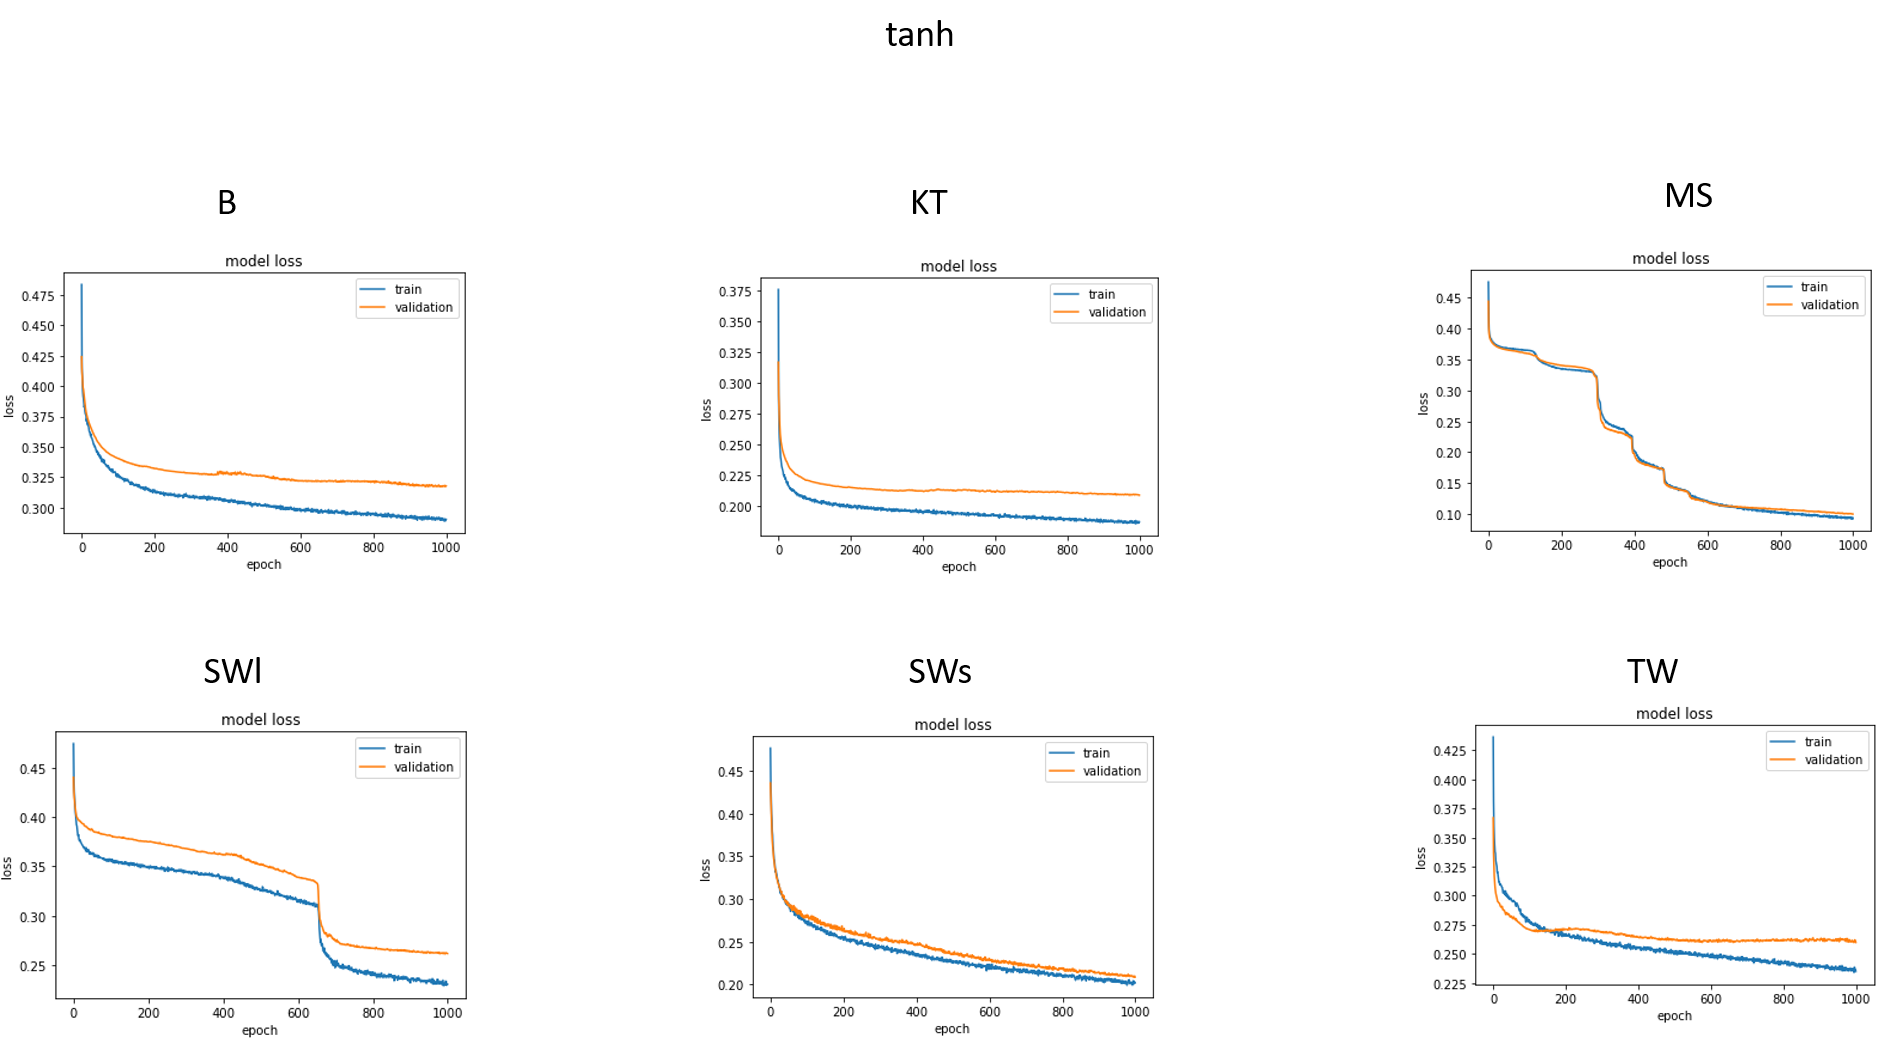 tanh
B
KT
MS
model loss
train
validation
0.475
0.450
0.425
0.400
0.375
0.350
0.325
0.300
loss
0
200
400
600
800
1000
epoch
model loss
train
validation
0.375
0.350
0.325
0.300
0.275
0.250
0.225
0.200
loss
0
200
400
600
800
1000
epoch
model loss
train
validation
0.45
0.40
0.35
0.30
0.25
0.20
0.15
0.10
loss
0
200
400
600
800
1000
epoch
SWl
SWs
TW
model loss
train
validation
0.45
0.40
0.35
0.30
0.25
loss
0
200
400
600
800
1000
epoch
model loss
train
validation
0.45
0.40
0.35
0.30
0.25
0.20
loss
0
200
400
600
800
1000
epoch
model loss
train
validation
0.425
0.400
0.375
0.350
0.325
0.300
0.275
0.250
0.225
loss
0
200
400
600
800
1000
epoch